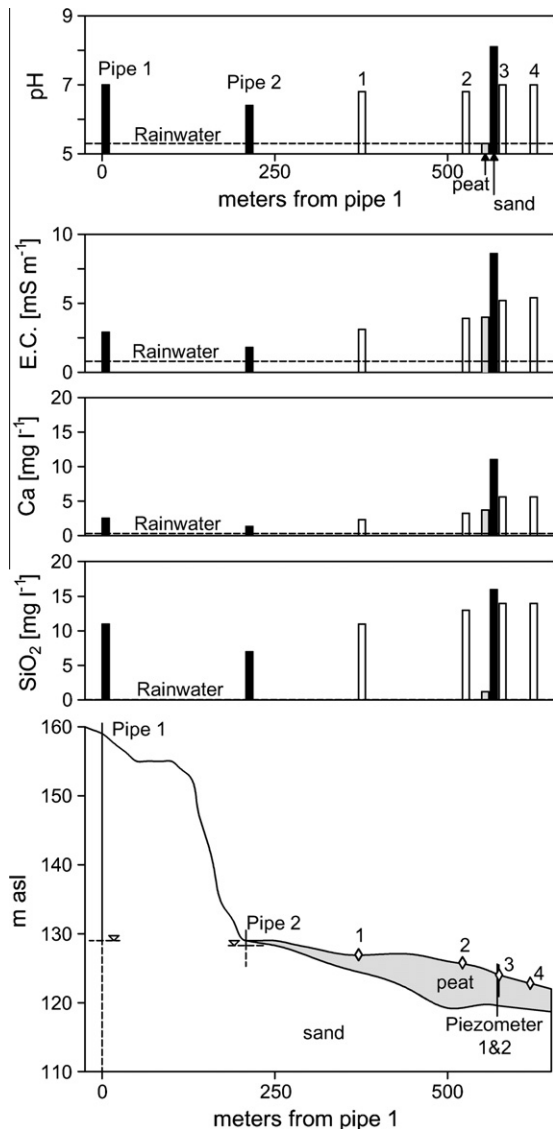 9
7
5
pH
Pipe 1
Pipe 2
1
2
3
4
Rainwater
0
250
500
peat
meters from pipe 1
sand
10
5
0
E.C. [mS m⁻¹]
Rainwater
20
15
10
5
0
Ca [mg l⁻¹]
Rainwater
20
15
10
5
0
SiO₂ [mg l⁻¹]
Rainwater
160
150
140
130
120
110
m asl
Pipe 1
Pipe 2
1
2
3
4
peat
Piezometer
1&2
sand
0
250
500
meters from pipe 1